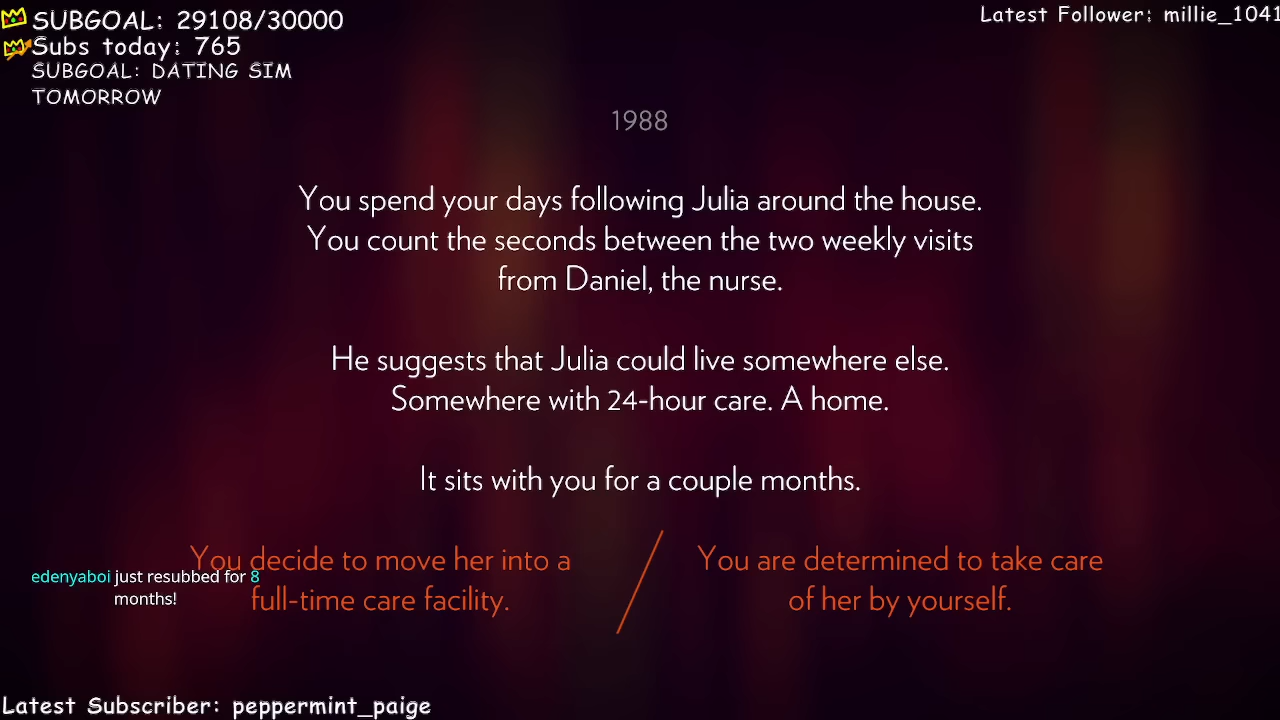 SUBGOAL: 29108/30000
Latest Follower: millie_1041
Subs today: 765
SUBGOAL: DATING SIM
TOMORROW
1988
You spend your days following Julia around the house.
You count the seconds between the two weekly visits
from Daniel, the nurse.
He suggests that Julia could live somewhere else.
Somewhere with 24-hour care. A home.
It sits with you for a couple months.
You decide to move her into a
full-time care facility.
You are determined to take care
of her by yourself.
edenyaboi just resubbed for 8
months!
Latest Subscriber: peppermint_paige